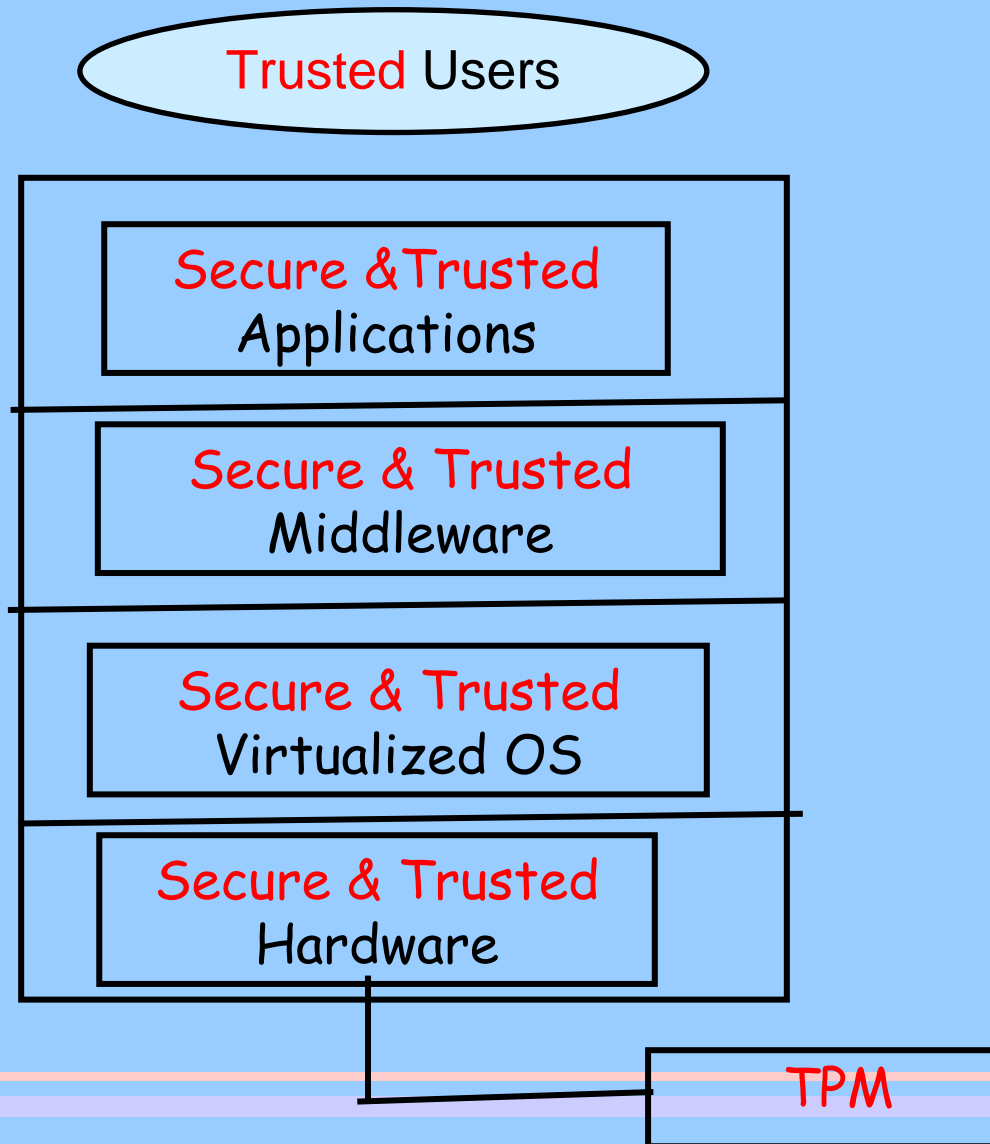 Trusted Users
Secure &Trusted
Applications
Secure & Trusted
Middleware
Secure & Trusted
Virtualized OS
Secure & Trusted
Hardware
TPM